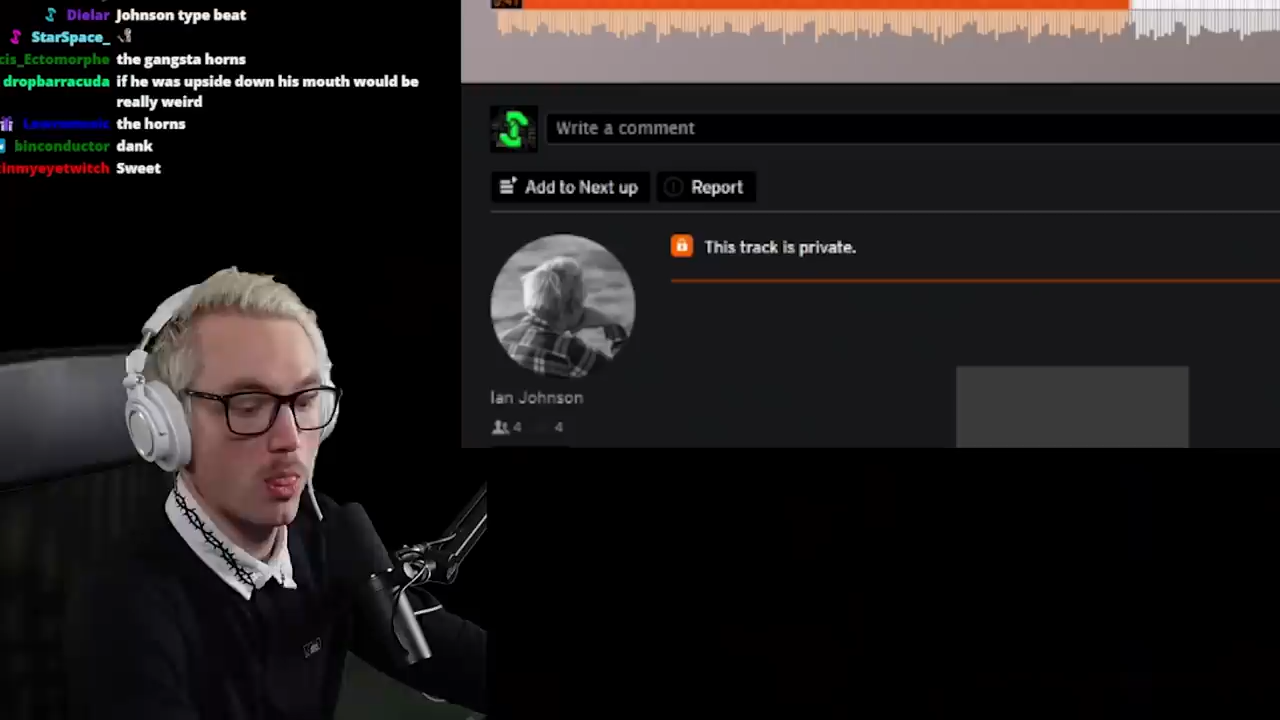 Dielar Johnson type beat
StarSpace_
cis_Ectomorphe the gangsta horns
dropbarracuda if he was upside down his mouth would be
really weird
the horns
binconductor dank
inmyeyetwitch Sweet
Write a comment
Add to Next up Report
This track is private.
Ian Johnson
4 4